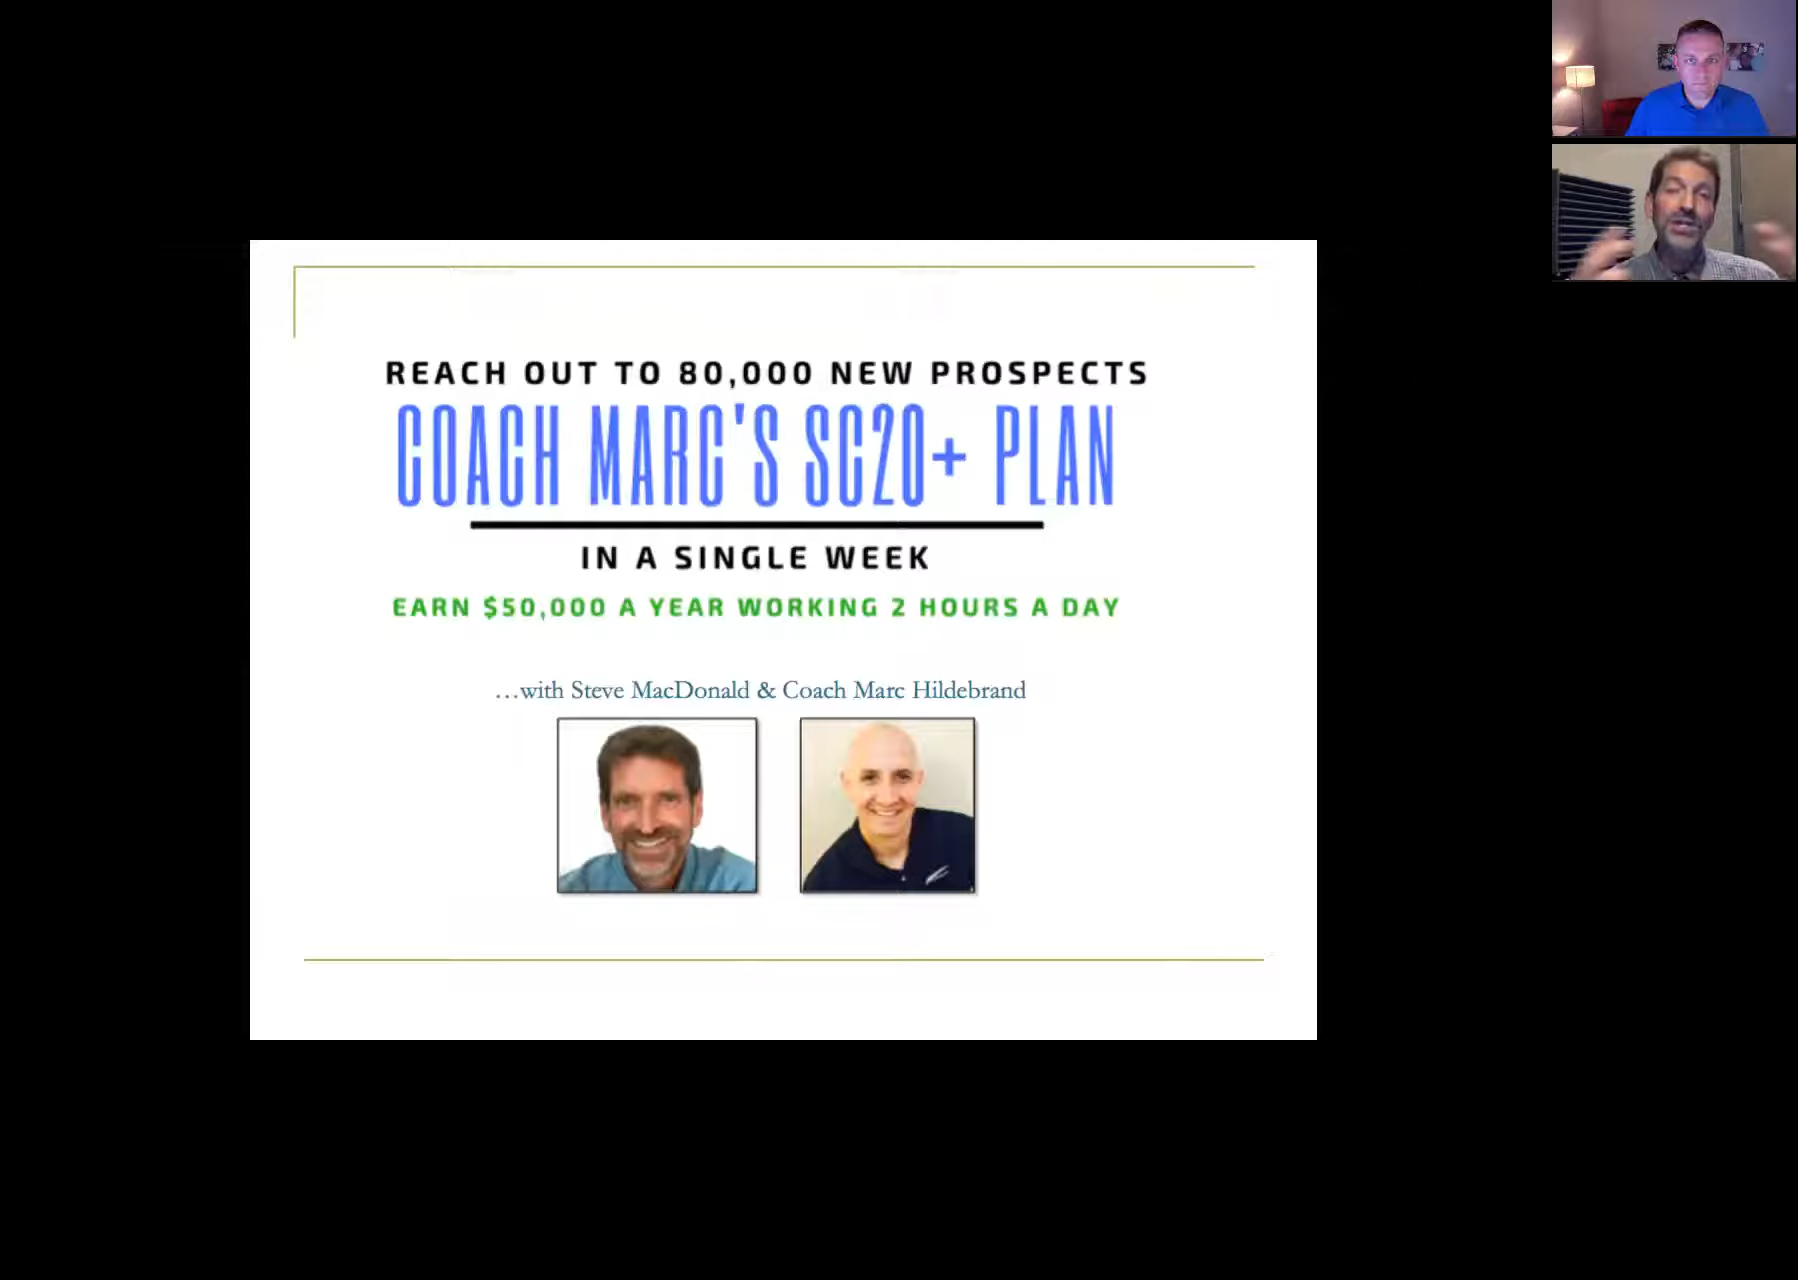 REACH OUT TO 80,000 NEW PROSPECTS
COACH MARC'S SC20+ PLAN
IN A SINGLE WEEK
EARN $50,000 A YEAR WORKING 2 HOURS A DAY
...with Steve MacDonald & Coach Marc Hildebrand